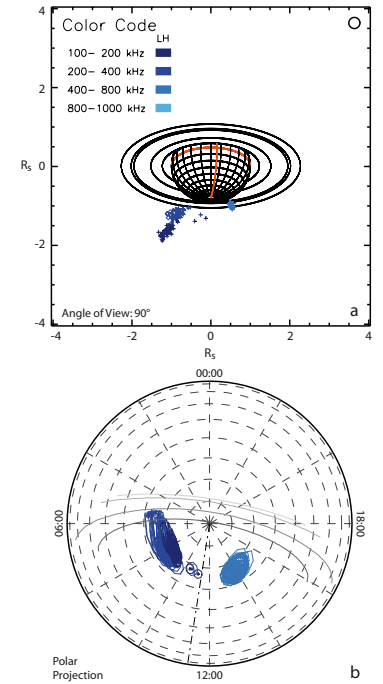 Color Code
LH
100– 200 kHz
200– 400 kHz
400– 800 kHz
800–1000 kHz
4
2
0
-2
-4
Rs
Angle of View: 90°
a
-4 -2 0 2 4
Rs
00:00
06:00
18:00
12:00
Polar
Projection
b